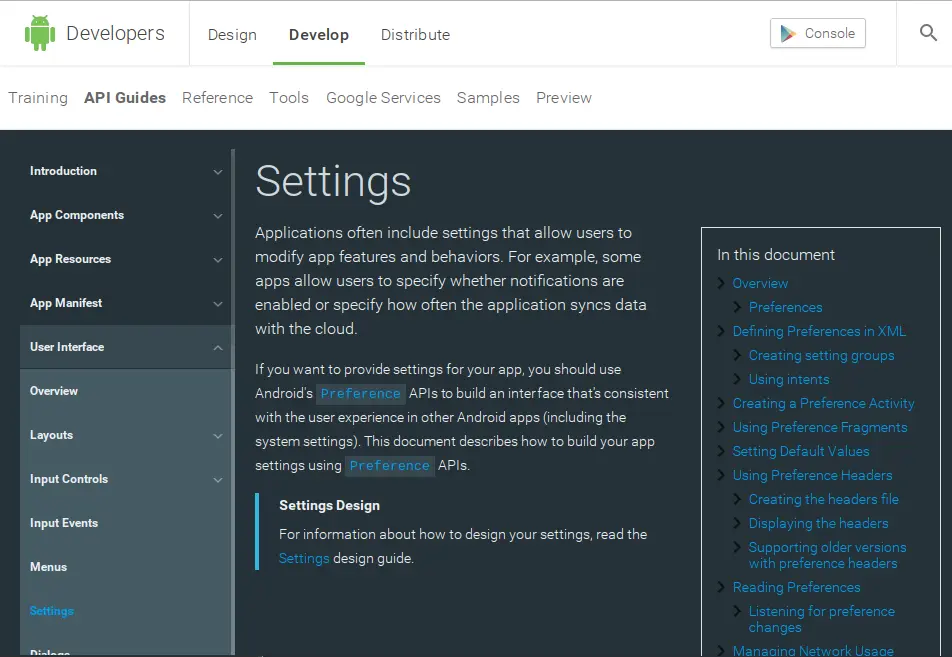 Developers
Design
Develop
Distribute
Console
Training
API Guides
Reference
Tools
Google Services
Samples
Preview
Introduction
App Components
App Resources
App Manifest
User Interface
Overview
Layouts
Input Controls
Input Events
Menus
Settings
Dialogs
Settings
Applications often include settings that allow users to
modify app features and behaviors. For example, some
apps allow users to specify whether notifications are
enabled or specify how often the application syncs data
with the cloud.
If you want to provide settings for your app, you should use
Android's Preference APIs to build an interface that's consistent
with the user experience in other Android apps (including the
system settings). This document describes how to build your app
settings using Preference APIs.
Settings Design
For information about how to design your settings, read the
Settings design guide.
In this document
Overview
Preferences
Defining Preferences in XML
Creating setting groups
Using intents
Creating a Preference Activity
Using Preference Fragments
Setting Default Values
Using Preference Headers
Creating the headers file
Displaying the headers
Supporting older versions
with preference headers
Reading Preferences
Listening for preference
changes
Managing Network Usage